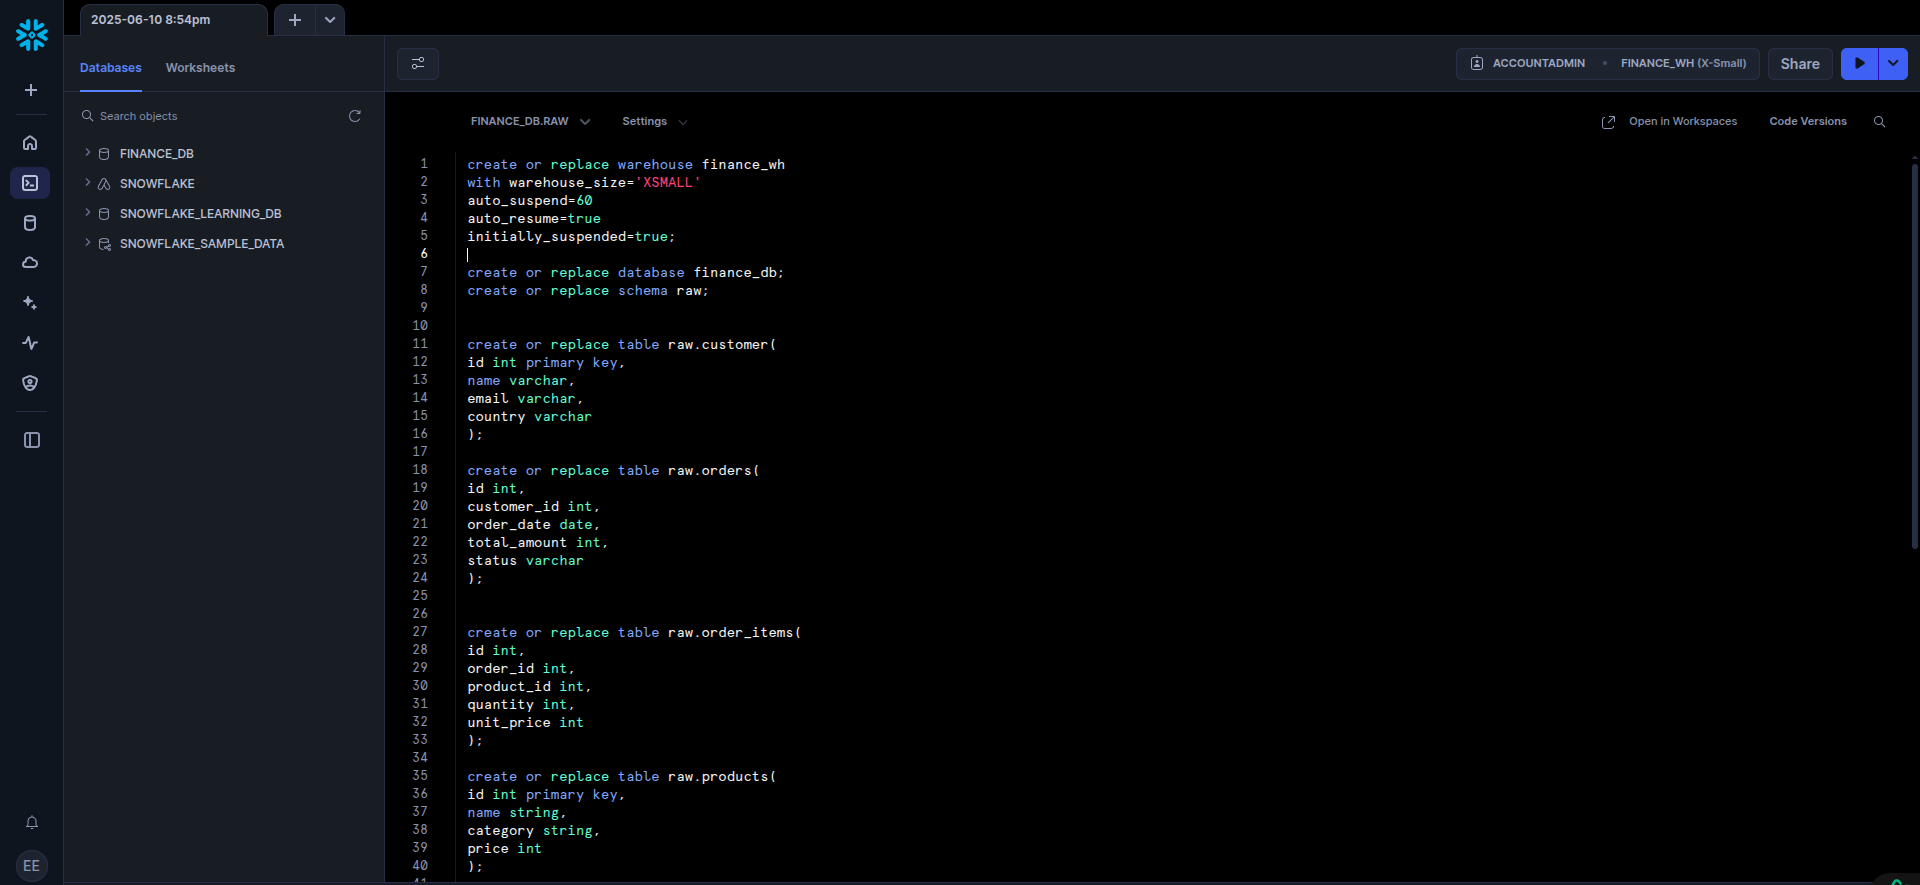 2025-06-10 8:54pm
Databases
Worksheets
ACCOUNTADMIN
FINANCE_WH (X-Small)
Share
Search objects
FINANCE_DB
SNOWFLAKE
SNOWFLAKE_LEARNING_DB
SNOWFLAKE_SAMPLE_DATA
EE
FINANCE_DB.RAW
Settings
Open in Workspaces
Code Versions
1 create or replace warehouse finance_wh
2 with warehouse_size='XSMALL'
3 auto_suspend=60
4 auto_resume=true
5 initially_suspended=true;
6
7 create or replace database finance_db;
8 create or replace schema raw;
9
10
11 create or replace table raw.customer(
12 id int primary key,
13 name varchar,
14 email varchar,
15 country varchar
16 );
17
18 create or replace table raw.orders(
19 id int,
20 customer_id int,
21 order_date date,
22 total_amount int,
23 status varchar
24 );
25
26
27 create or replace table raw.order_items(
28 id int,
29 order_id int,
30 product_id int,
31 quantity int,
32 unit_price int
33 );
34
35 create or replace table raw.products(
36 id int primary key,
37 name string,
38 category string,
39 price int
40 );